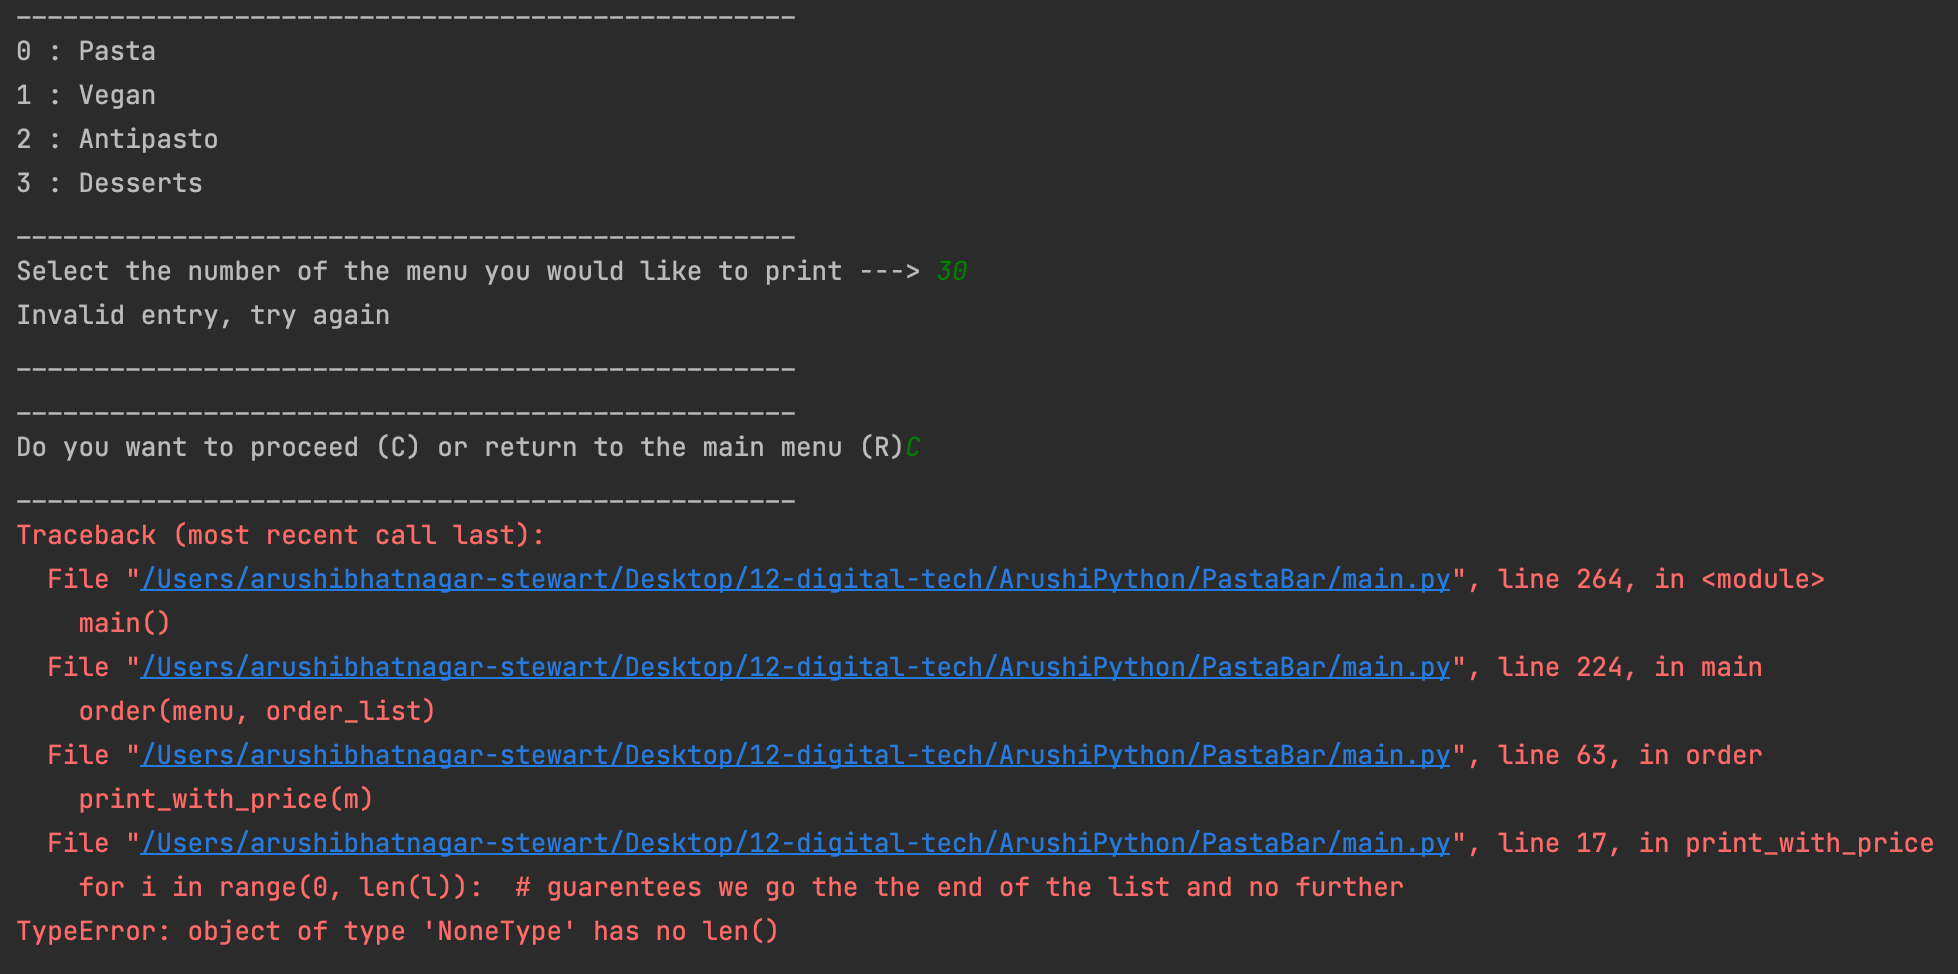 --------------------------------------------------
0 : Pasta
1 : Vegan
2 : Antipasto
3 : Desserts
--------------------------------------------------
Select the number of the menu you would like to print ---> 30
Invalid entry, try again
--------------------------------------------------
--------------------------------------------------
Do you want to proceed (C) or return to the main menu (R)C
--------------------------------------------------
Traceback (most recent call last):
  File "/Users/arushibhatnagar-stewart/Desktop/12-digital-tech/ArushiPython/PastaBar/main.py", line 264, in <module>
    main()
  File "/Users/arushibhatnagar-stewart/Desktop/12-digital-tech/ArushiPython/PastaBar/main.py", line 224, in main
    order(menu, order_list)
  File "/Users/arushibhatnagar-stewart/Desktop/12-digital-tech/ArushiPython/PastaBar/main.py", line 63, in order
    print_with_price(m)
  File "/Users/arushibhatnagar-stewart/Desktop/12-digital-tech/ArushiPython/PastaBar/main.py", line 17, in print_with_price
    for i in range(0, len(l)):  # guarentees we go the the end of the list and no further
TypeError: object of type 'NoneType' has no len()